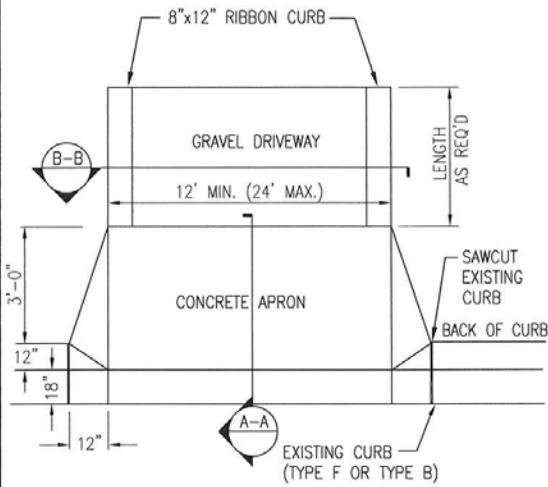 8"x12" RIBBON CURB
B-B
GRAVEL DRIVEWAY
LENGTH
AS REQ'D
12' MIN. (24' MAX.)
3'-0"
CONCRETE APRON
SAWCUT
EXISTING
CURB
BACK OF CURB
12"
18"
12"
A-A
EXISTING CURB
(TYPE F OR TYPE B)